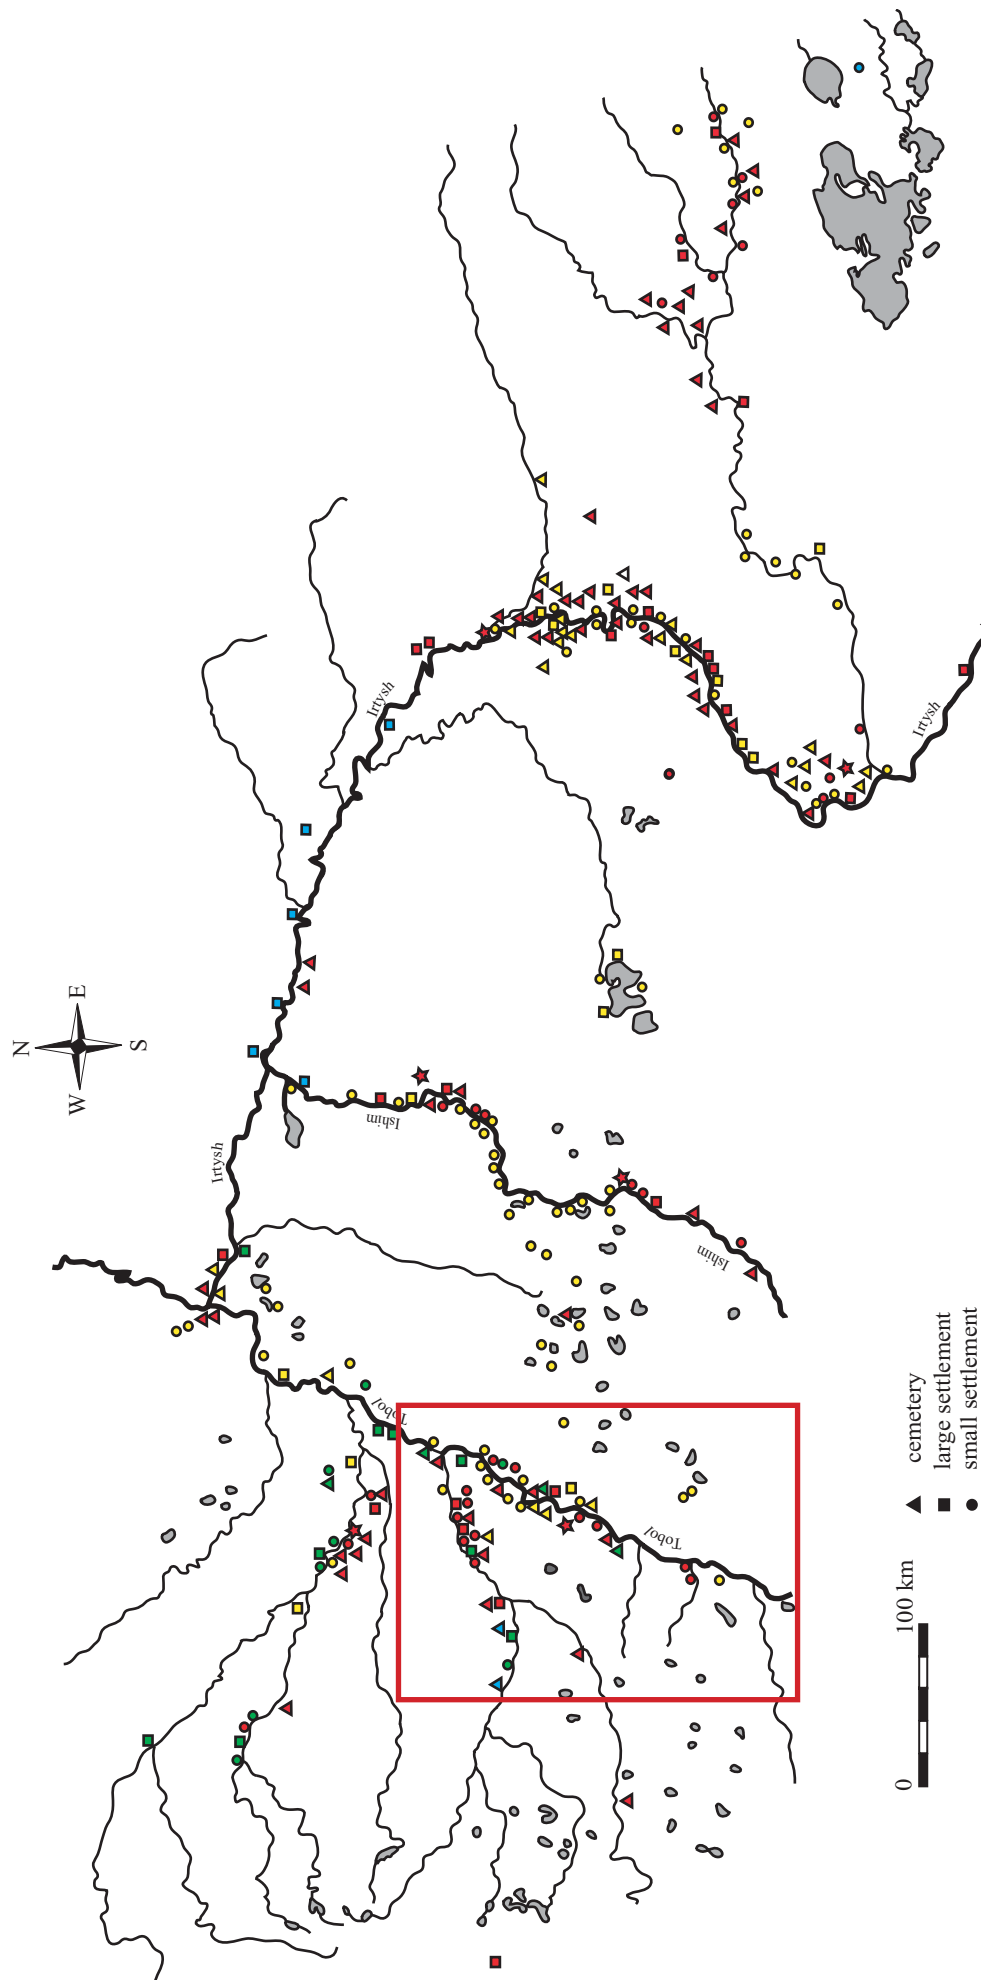 N
E
S
W
Irtysh
Irtysh
Irtysh
Ishim
Ishim
Tobol
Tobol
cemetery
large settlement
small settlement
0
100 km